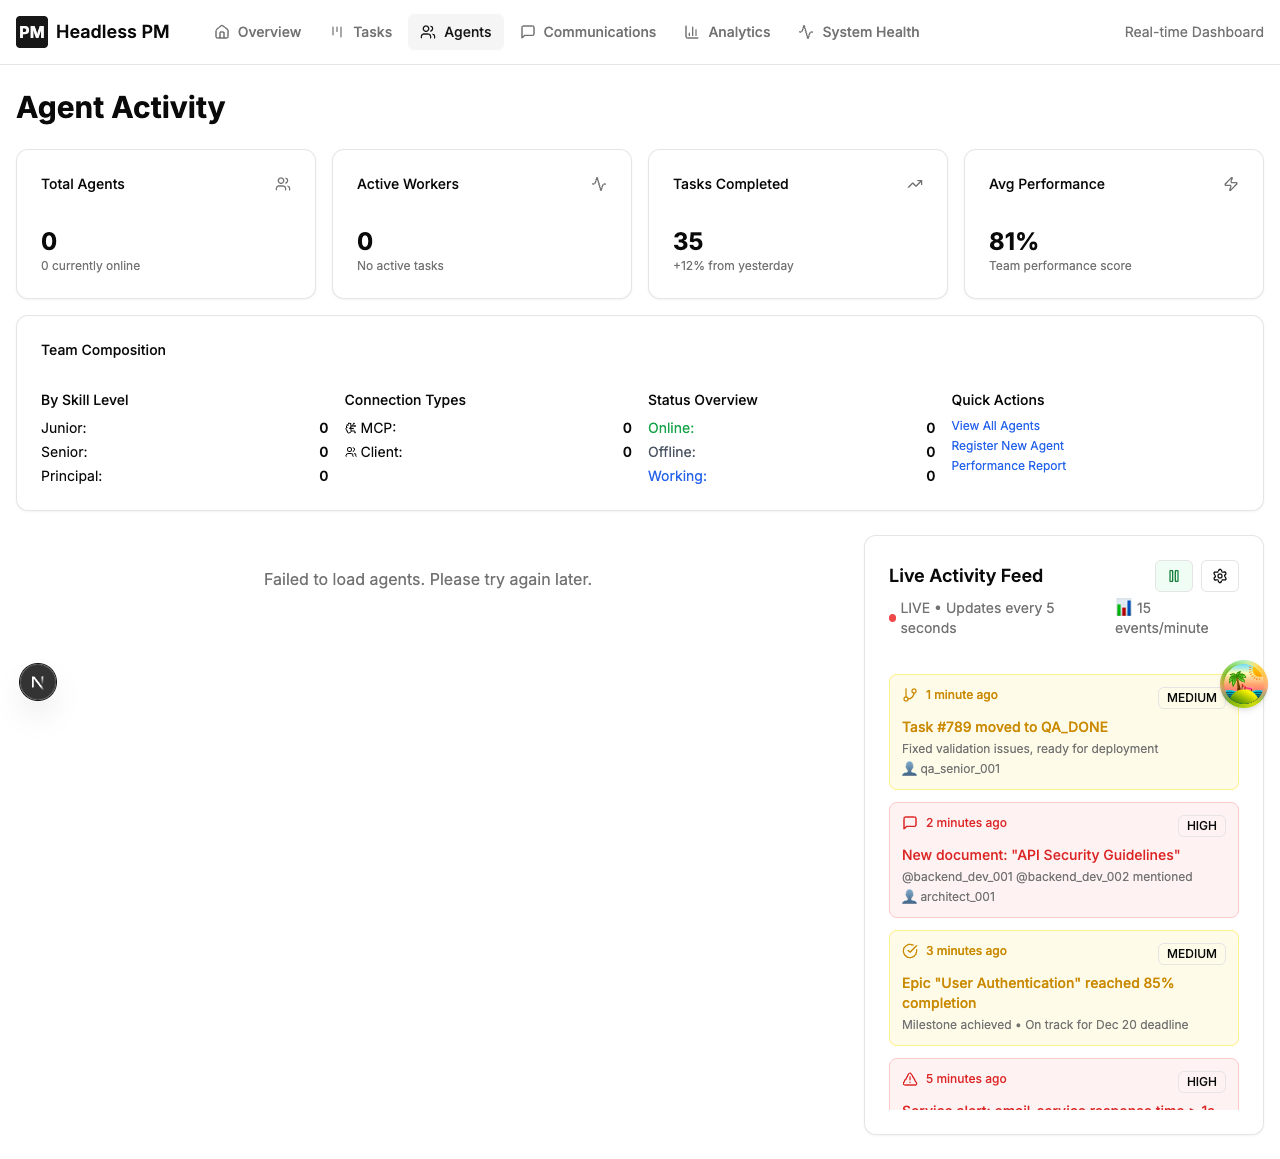 PM Headless PM
Overview
Tasks
Agents
Communications
Analytics
System Health
Real-time Dashboard
Agent Activity
Total Agents
0
0 currently online
Active Workers
0
No active tasks
Tasks Completed
35
+12% from yesterday
Avg Performance
81%
Team performance score
Team Composition
By Skill Level
Junior: 0
Senior: 0
Principal: 0
Connection Types
MCP: 0
Client: 0
Status Overview
Online: 0
Offline: 0
Working: 0
Quick Actions
View All Agents
Register New Agent
Performance Report
Failed to load agents. Please try again later.
Live Activity Feed
LIVE • Updates every 5
seconds
15
events/minute
N
1 minute ago
MEDIUM
Task #789 moved to QA_DONE
Fixed validation issues, ready for deployment
qa_senior_001
2 minutes ago
HIGH
New document: "API Security Guidelines"
@backend_dev_001 @backend_dev_002 mentioned
architect_001
3 minutes ago
MEDIUM
Epic "User Authentication" reached 85%
completion
Milestone achieved • On track for Dec 20 deadline
5 minutes ago
HIGH
Service alert: email-service response time > 1s